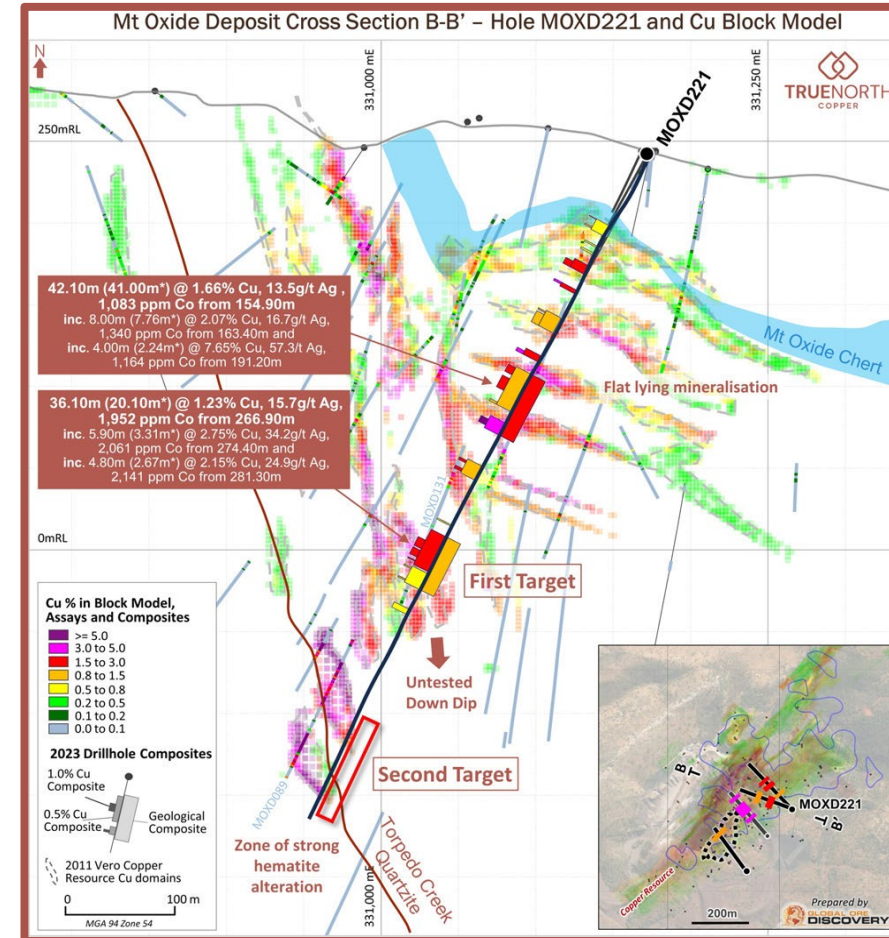 Mt Oxide Deposit Cross Section B-B' – Hole MOXD221 and Cu Block Model
N
331,000 mE
331,250 mE
TRUENORTH
COPPER
MOXD221
250mRL
42.10m (41.00m*) @ 1.66% Cu, 13.5g/t Ag ,
1,083 ppm Co from 154.90m
inc. 8.00m (7.76m*) @ 2.07% Cu, 16.7g/t Ag,
1,340 ppm Co from 163.40m and
inc. 4.00m (2.24m*) @ 7.65% Cu, 57.3/t Ag,
1,164 ppm Co from 191.20m
Mt Oxide Chert
Flat lying mineralisation
36.10m (20.10m*) @ 1.23% Cu, 15.7g/t Ag,
1,952 ppm Co from 266.90m
inc. 5.90m (3.31m*) @ 2.75% Cu, 34.2g/t Ag,
2,061 ppm Co from 274.40m and
inc. 4.80m (2.67m*) @ 2.15% Cu, 24.9g/t Ag,
2,141 ppm Co from 281.30m
MOXD131
0mRL
First Target
Untested
Down Dip
Second Target
MOXD089
Zone of strong
hematite
alteration
Torpedo Creek
Quartzite
331,000 mE
Cu % in Block Model,
Assays and Composites
>= 5.0
3.0 to 5.0
1.5 to 3.0
0.8 to 1.5
0.5 to 0.8
0.2 to 0.5
0.1 to 0.2
0.0 to 0.1
2023 Drillhole Composites
1.0% Cu
Composite
0.5% Cu
Composite
Geological
Composite
2011 Vero Copper
Resource Cu domains
0
100 m
MGA 94 Zone 54
B
MOXD221
B'
Copper Resource
200m
Prepared by
GLOBAL ORE
DISCOVERY